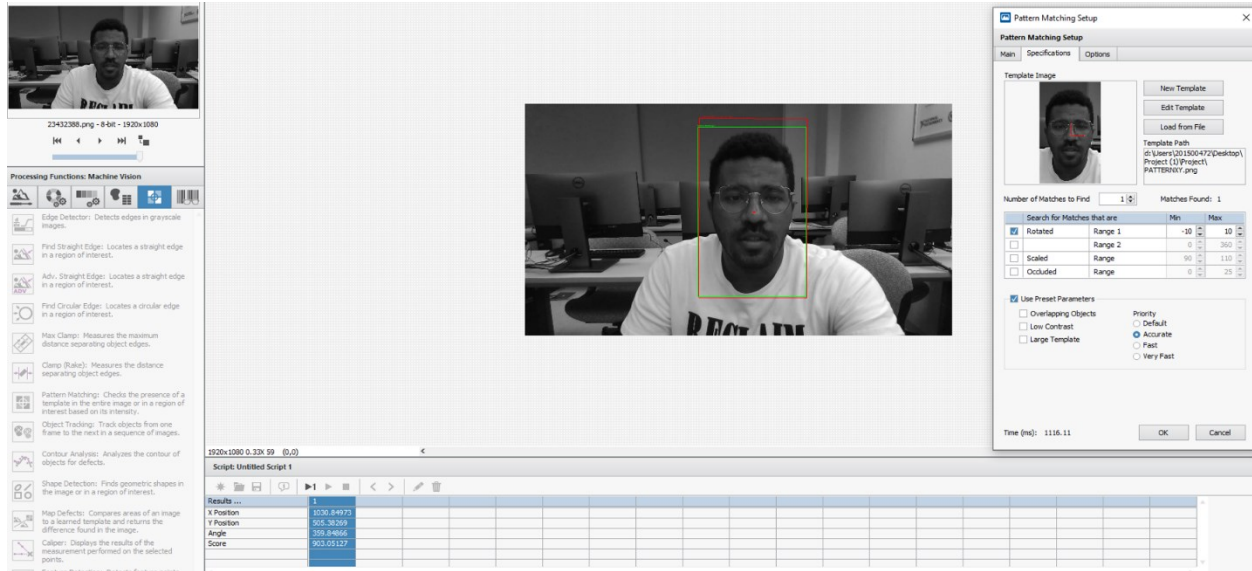 23432388.png - 8-bit - 1920x1080
Processing Functions: Machine Vision
Edge Detector: Detects edges in grayscale
images.
Find Straight Edge: Locates a straight edge
in a region of interest.
Adv. Straight Edge: Locates a straight edge
in a region of interest.
ADV
Find Circular Edge: Locates a circular edge
in a region of interest.
Max Clamp: Measures the maximum
distance separating object edges.
Clamp (Rake): Measures the distance
separating object edges.
Pattern Matching: Checks the presence of a
template in the entire image or in a region of
interest based on its intensity.
Object Tracking: Track objects from one
frame to the next in a sequence of images.
Contour Analysis: Analyzes the contour of
objects for defects.
Shape Detection: Finds geometric shapes in
the image or in a region of interest.
Map Defects: Compares areas of an image
to a learned template and returns the
difference found in the image.
Caliper: Displays the results of the
measurement performed on the selected
points.
RECLAIM
DELL
1920x1080 0.33X 59 (0,0)
Script: Untitled Script 1
Results ... 1
X Position 1030.84973
Y Position 505.38269
Angle 359.84866
Score 903.05127
Pattern Matching Setup
Pattern Matching Setup
Main Specifications Options
Template Image
New Template
Edit Template
Load from File
Template Path
d:\Users\201500472\Desktop\
Project (1)\Project\
PATTERNXY.png
Number of Matches to Find 1 Matches Found: 1
Search for Matches that are Min Max
Rotated Range 1 -10 10
Range 2 0 360
Scaled Range 90 110
Occluded Range 0 25
Use Preset Parameters
Overlapping Objects
Low Contrast
Large Template
Priority
Default
Accurate
Fast
Very Fast
Time (ms): 1116.11 OK Cancel